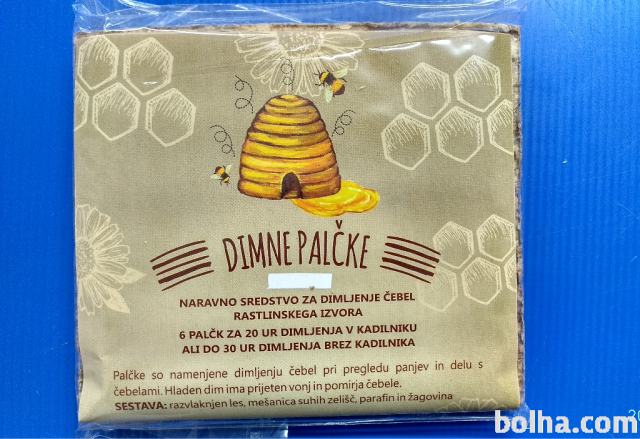 DIMNE PALČKE
NARAVNO SREDSTVO ZA DIMLJENJE ČEBEL
RASTLINSKEGA IZVORA
6 PALČK ZA 20 UR DIMLJENJA V KADILNIKU
ALI DO 30 UR DIMLJENJA BREZ KADILNIKA
Palčke so namenjene dimljenju čebel pri pregledu panjev in delu s
čebelami. Hladen dim ima prijeten vonj in pomirja čebele.
SESTAVA: razvlaknjen les, mešanica suhih zelišč, parafin in žagovina
bolha.com